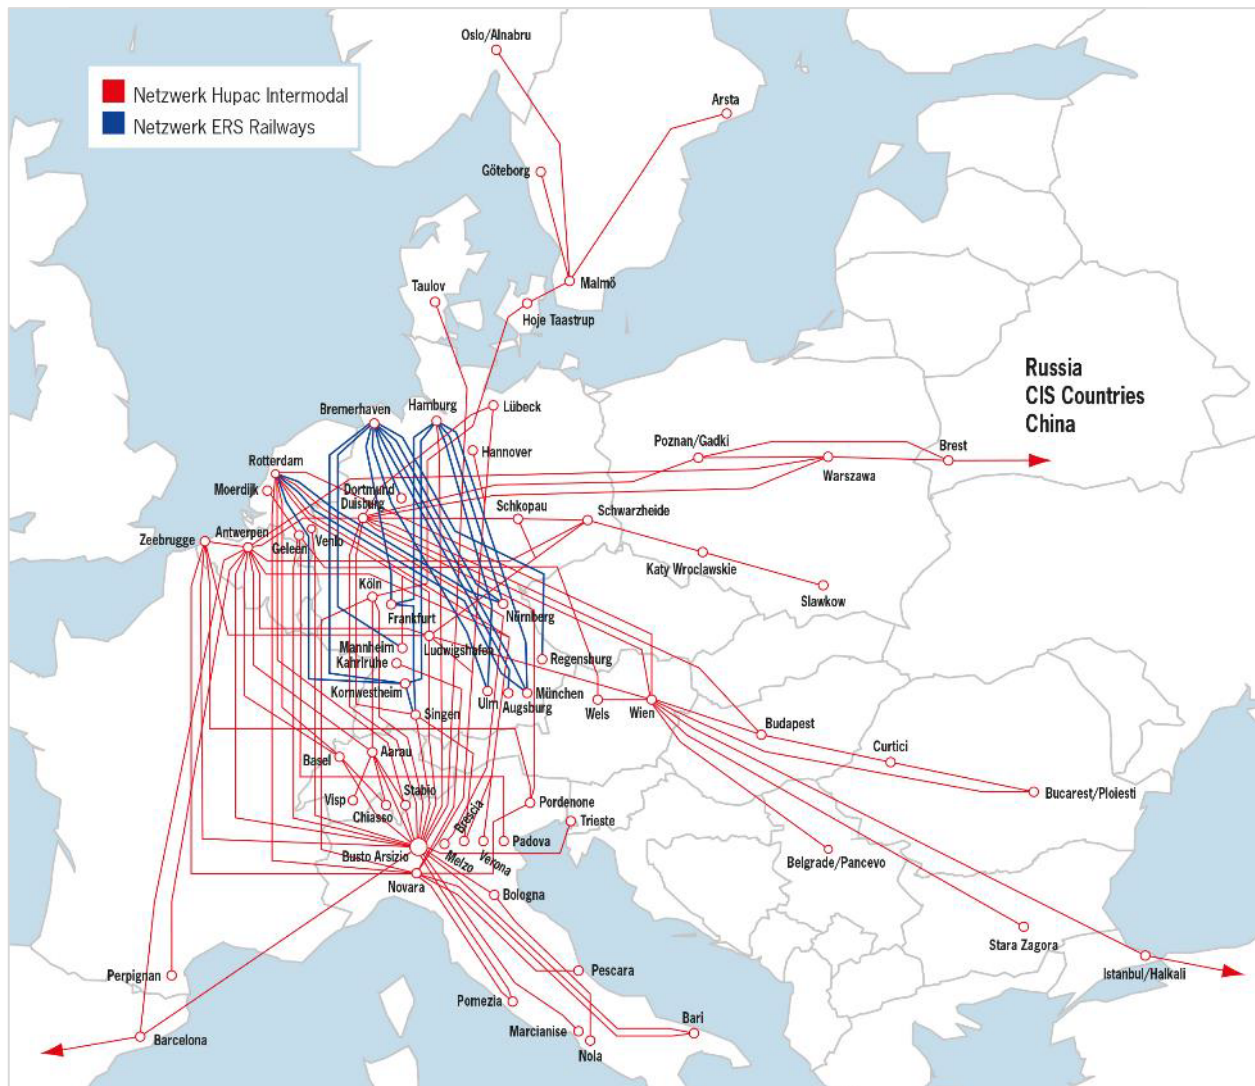 Oslo/Alnabru
Arsta
Netzwerk Hupac Intermodal
Netzwerk ERS Railways
Göteborg
Taulov
Malmö
Hoje Taastrup
Russia
CIS Countries
China
Bremerhaven
Hamburg
Lübeck
Hannover
Poznan/Gadki
Brest
Warszawa
Rotterdam
Moerdijk
Dortmund
Duisburg
Schkopau
Schwarzheide
Zeebrugge
Antwerpen
Geleen
Venlo
Katy Wroclawskie
Slawkow
Köln
Frankfurt
Nürnberg
Mannheim
Ludwigshafen
Kahrlruhe
Regensburg
Kornwestheim
Ulm
Augsburg
München
Wels
Wien
Singen
Budapest
Curtici
Basel
Aarau
Bucarest/Ploiesti
Visp
Chiasso
Stabio
Brescia
Pordenone
Trieste
Busto Arsizio
Melzo
Verona
Padova
Belgrade/Pancevo
Novara
Bologna
Stara Zagora
Perpignan
Pescara
Istanbul/Halkali
Pomezia
Bari
Marcianise
Barcelona
Nola